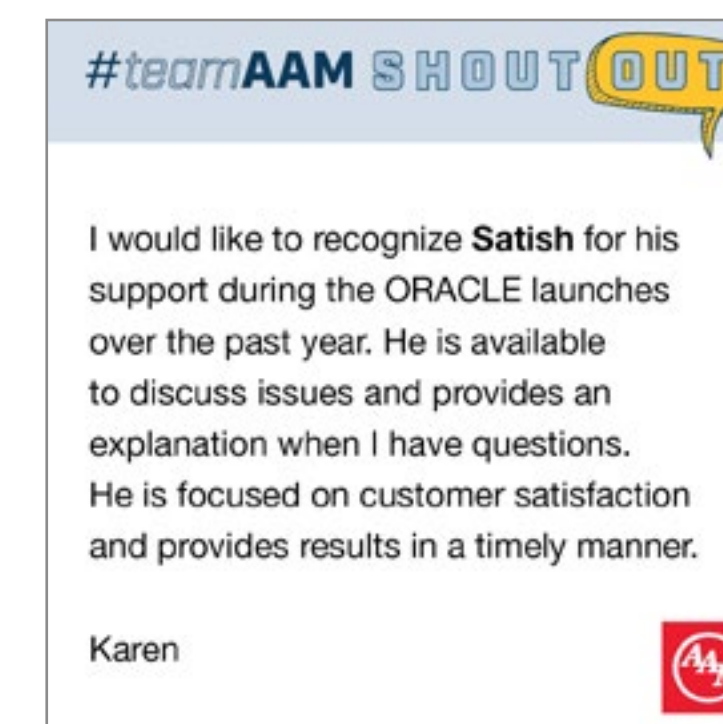 #teamAAM SHOUT OUT
I would like to recognize Satish for his
support during the ORACLE launches
over the past year. He is available
to discuss issues and provides an
explanation when I have questions.
He is focused on customer satisfaction
and provides results in a timely manner.
Karen